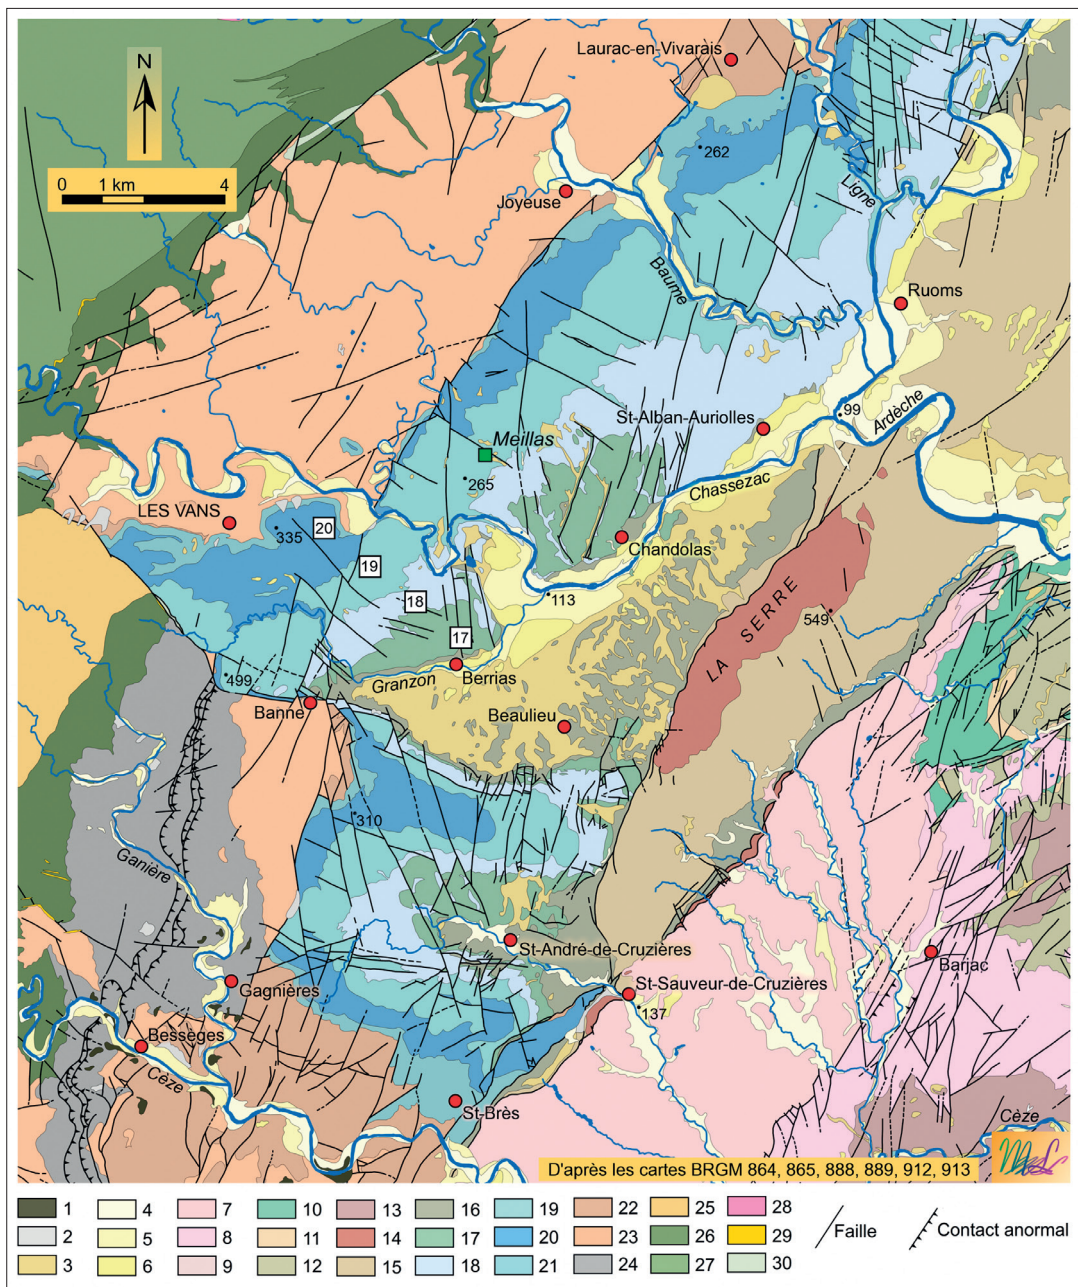 Laurac-en-Vivarais
N
0 1 km 4
262
Ligne
Joyeuse
Baume
Ruoms
99
Ardèche
St-Alban-Auriolles
Meillas
265
Chassezac
LES VANS
335
20
19
18
17
Chandolas
113
LA SERRE
549
499
Granzon
Berrias
Banne
Beaulieu
310
Ganière
St-André-de-Cruzières
Barjac
Gagnières
St-Sauveur-de-Cruzières
137
Bessèges
Cèze
St-Brès
Cèze
D'après les cartes BRGM 864, 865, 888, 889, 912, 913
1 4 7 10 13 16 19 22 25 28
2 5 8 11 14 17 20 23 26 29
3 6 9 12 15 18 21 24 27 30
Faille
Contact anormal